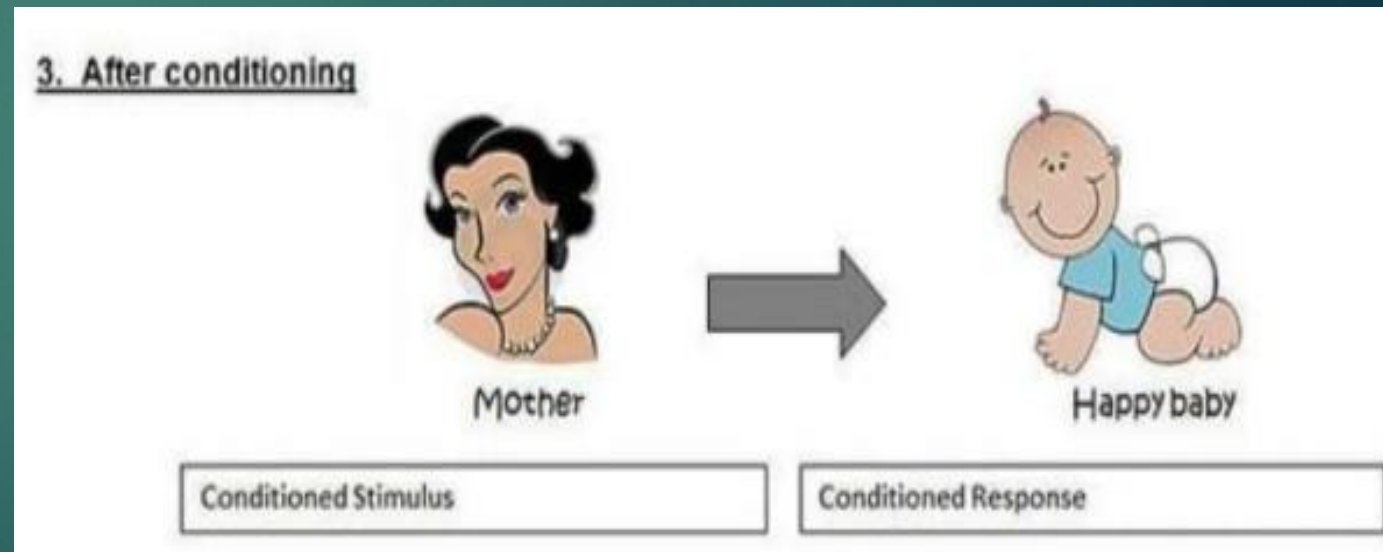 3. After conditioning
Mother
Happy baby
Conditioned Stimulus
Conditioned Response